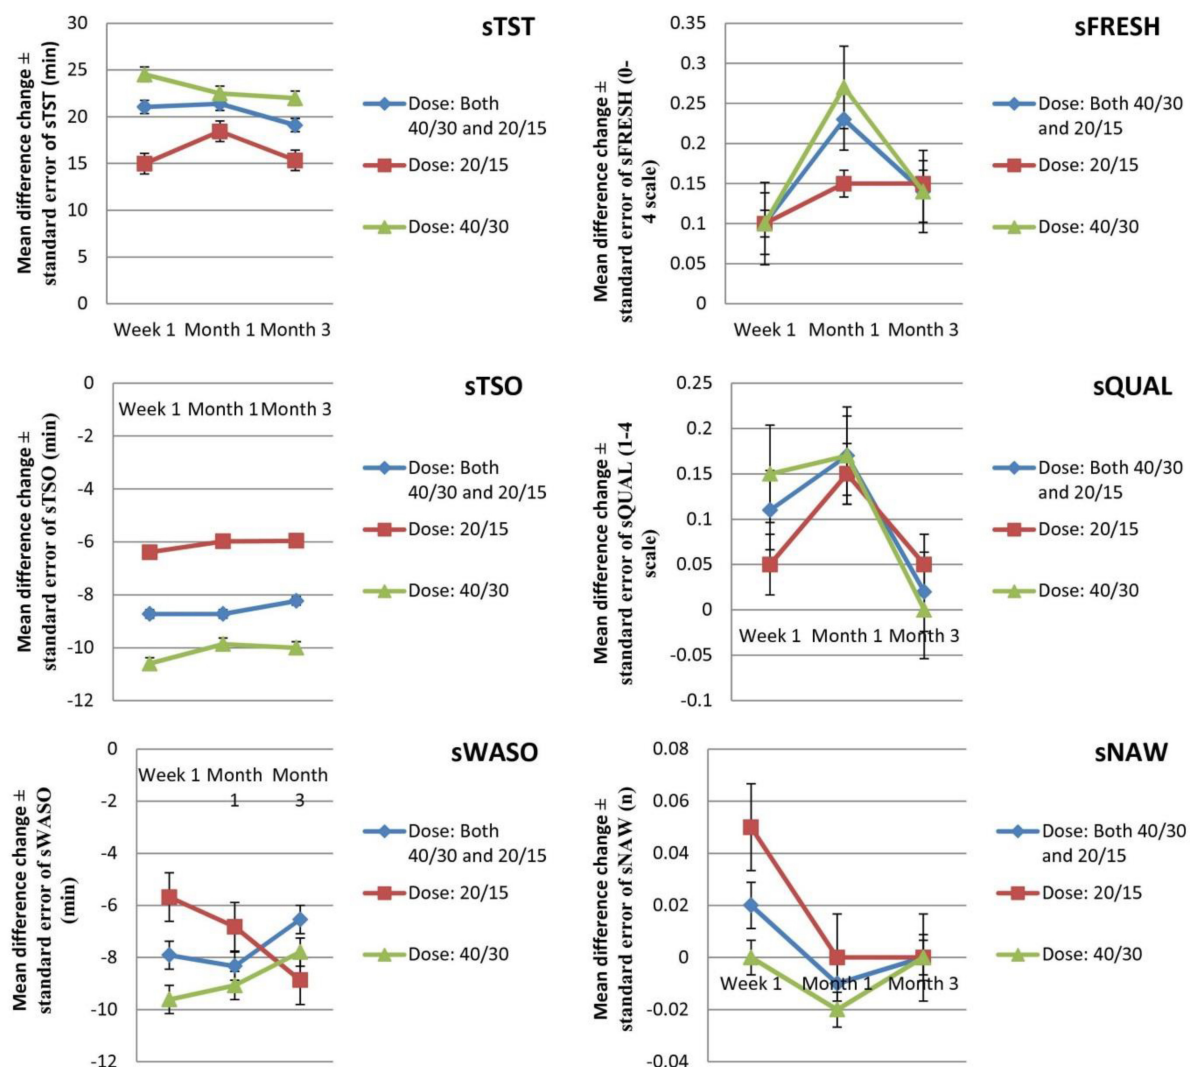 sTST
Mean difference change ±
standard error of sTST (min)
30
25
20
15
10
5
0
Week 1 Month 1 Month 3
Dose: Both
40/30 and 20/15
Dose: 20/15
Dose: 40/30
sFRESH
Mean difference change ±
standard error of sFRESH (0-
4 scale)
0.35
0.3
0.25
0.2
0.15
0.1
0.05
0
Week 1 Month 1 Month 3
Dose: Both 40/30
and 20/15
Dose: 20/15
Dose: 40/30
sTSO
Mean difference change ±
standard error of sTSO (min)
0
-2
-4
-6
-8
-10
-12
Week 1 Month 1 Month 3
Dose: Both
40/30 and 20/15
Dose: 20/15
Dose: 40/30
sQUAL
Mean difference change ±
standard error of sQUAL (1-4
scale)
0.25
0.2
0.15
0.1
0.05
0
-0.05
-0.1
Week 1 Month 1 Month 3
Dose: Both 40/30
and 20/15
Dose: 20/15
Dose: 40/30
sWASO
Mean difference change ±
standard error of sWASO
(min)
0
-2
-4
-6
-8
-10
-12
Week 1 Month Month
1 3
Dose: Both
40/30 and 20/15
Dose: 20/15
Dose: 40/30
sNAW
Mean difference change ±
standard error of sNAW (n)
0.08
0.06
0.04
0.02
0
-0.02
-0.04
Week 1 Month 1 Month 3
Dose: Both 40/30
and 20/15
Dose: 20/15
Dose: 40/30